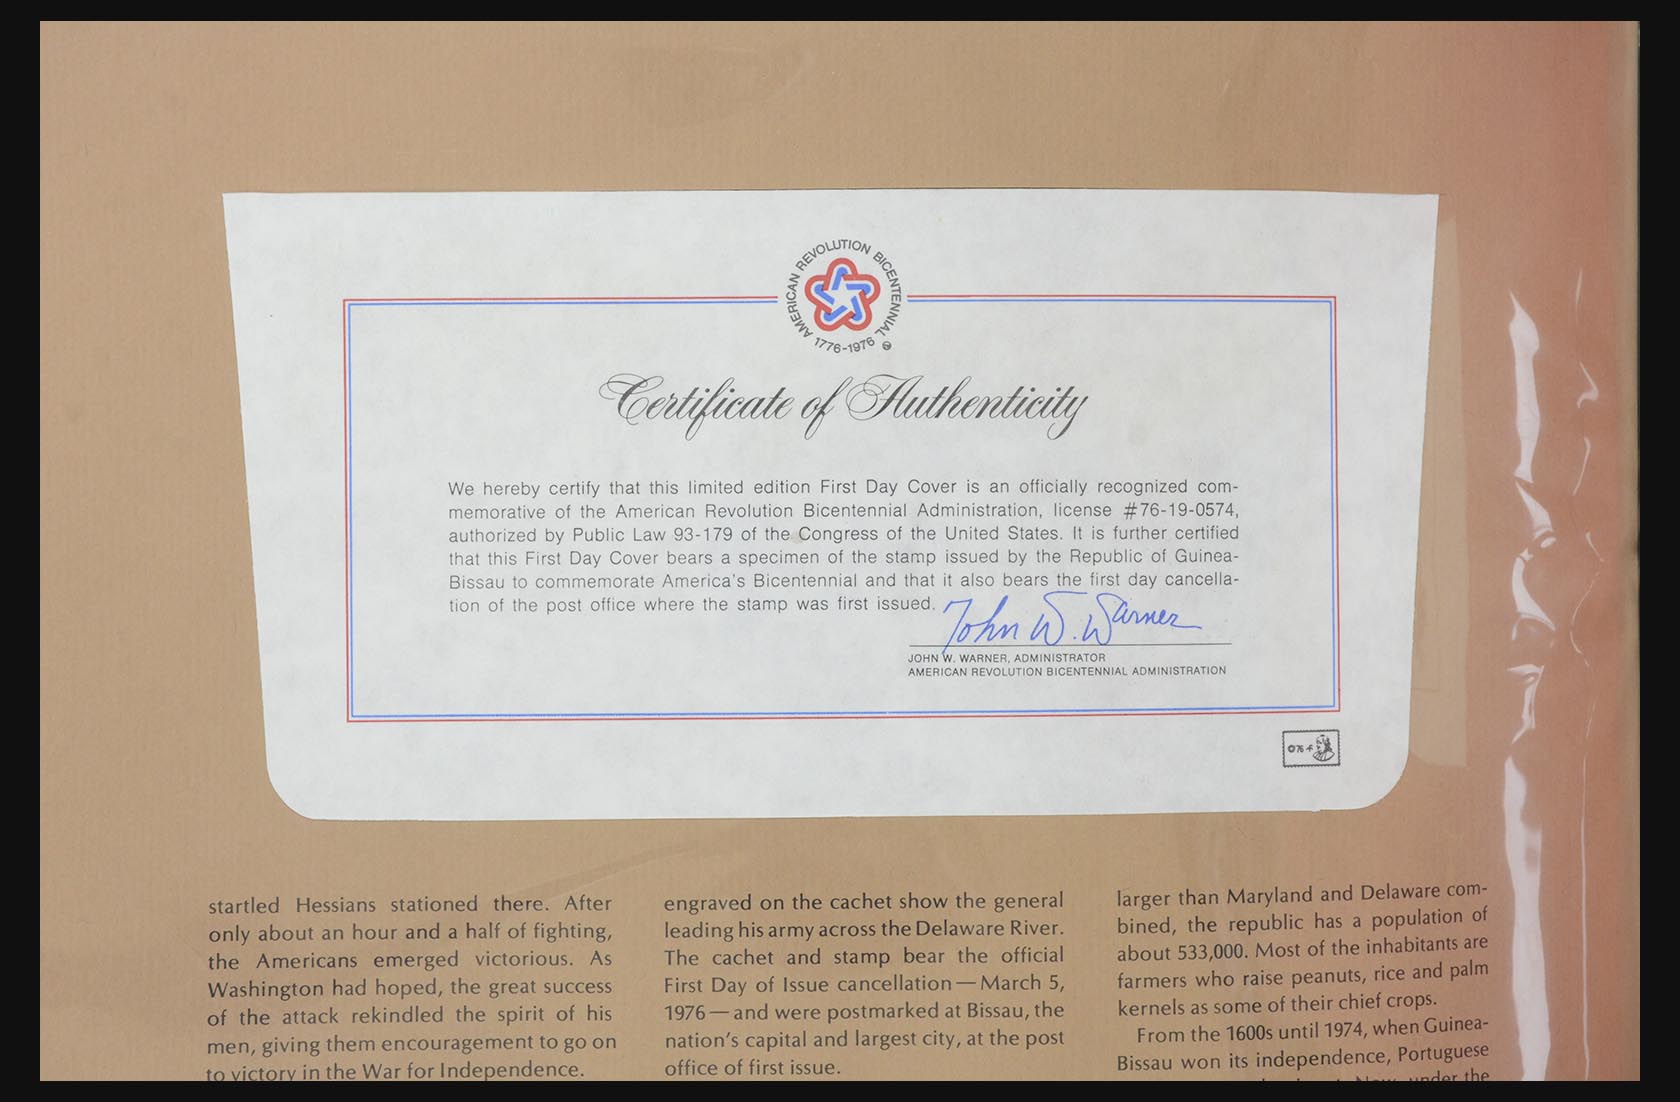 AMERICAN REVOLUTION BICENTENNIAL
1776-1976
Certificate of Authenticity
We hereby certify that this limited edition First Day Cover is an officially recognized com-
memorative of the American Revolution Bicentennial Administration, license #76-19-0574,
authorized by Public Law 93-179 of the Congress of the United States. It is further certified
that this First Day Cover bears a specimen of the stamp issued by the Republic of Guinea-
Bissau to commemorate America's Bicentennial and that it also bears the first day cancella-
tion of the post office where the stamp was first issued.
John W. Warner
JOHN W. WARNER, ADMINISTRATOR
AMERICAN REVOLUTION BICENTENNIAL ADMINISTRATION
©76
startled Hessians stationed there. After
only about an hour and a half of fighting,
the Americans emerged victorious. As
Washington had hoped, the great success
of the attack rekindled the spirit of his
men, giving them encouragement to go on
to victory in the War for Independence.
engraved on the cachet show the general
leading his army across the Delaware River.
The cachet and stamp bear the official
First Day of Issue cancellation — March 5,
1976 — and were postmarked at Bissau, the
nation's capital and largest city, at the post
office of first issue.
larger than Maryland and Delaware com-
bined, the republic has a population of
about 533,000. Most of the inhabitants are
farmers who raise peanuts, rice and palm
kernels as some of their chief crops.
From the 1600s until 1974, when Guinea-
Bissau won its independence, Portuguese
under the